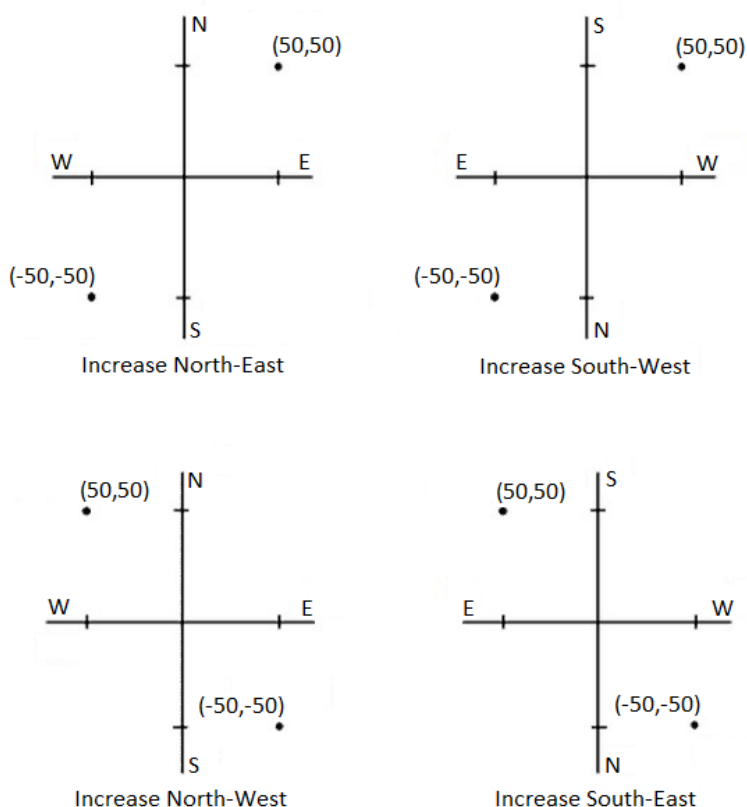 N
(50,50)
W
E
(-50,-50)
S
Increase North-East
S
(50,50)
E
W
(-50,-50)
N
Increase South-West
N
(50,50)
W
E
(-50,-50)
S
Increase North-West
S
(50,50)
E
W
(-50,-50)
N
Increase South-East